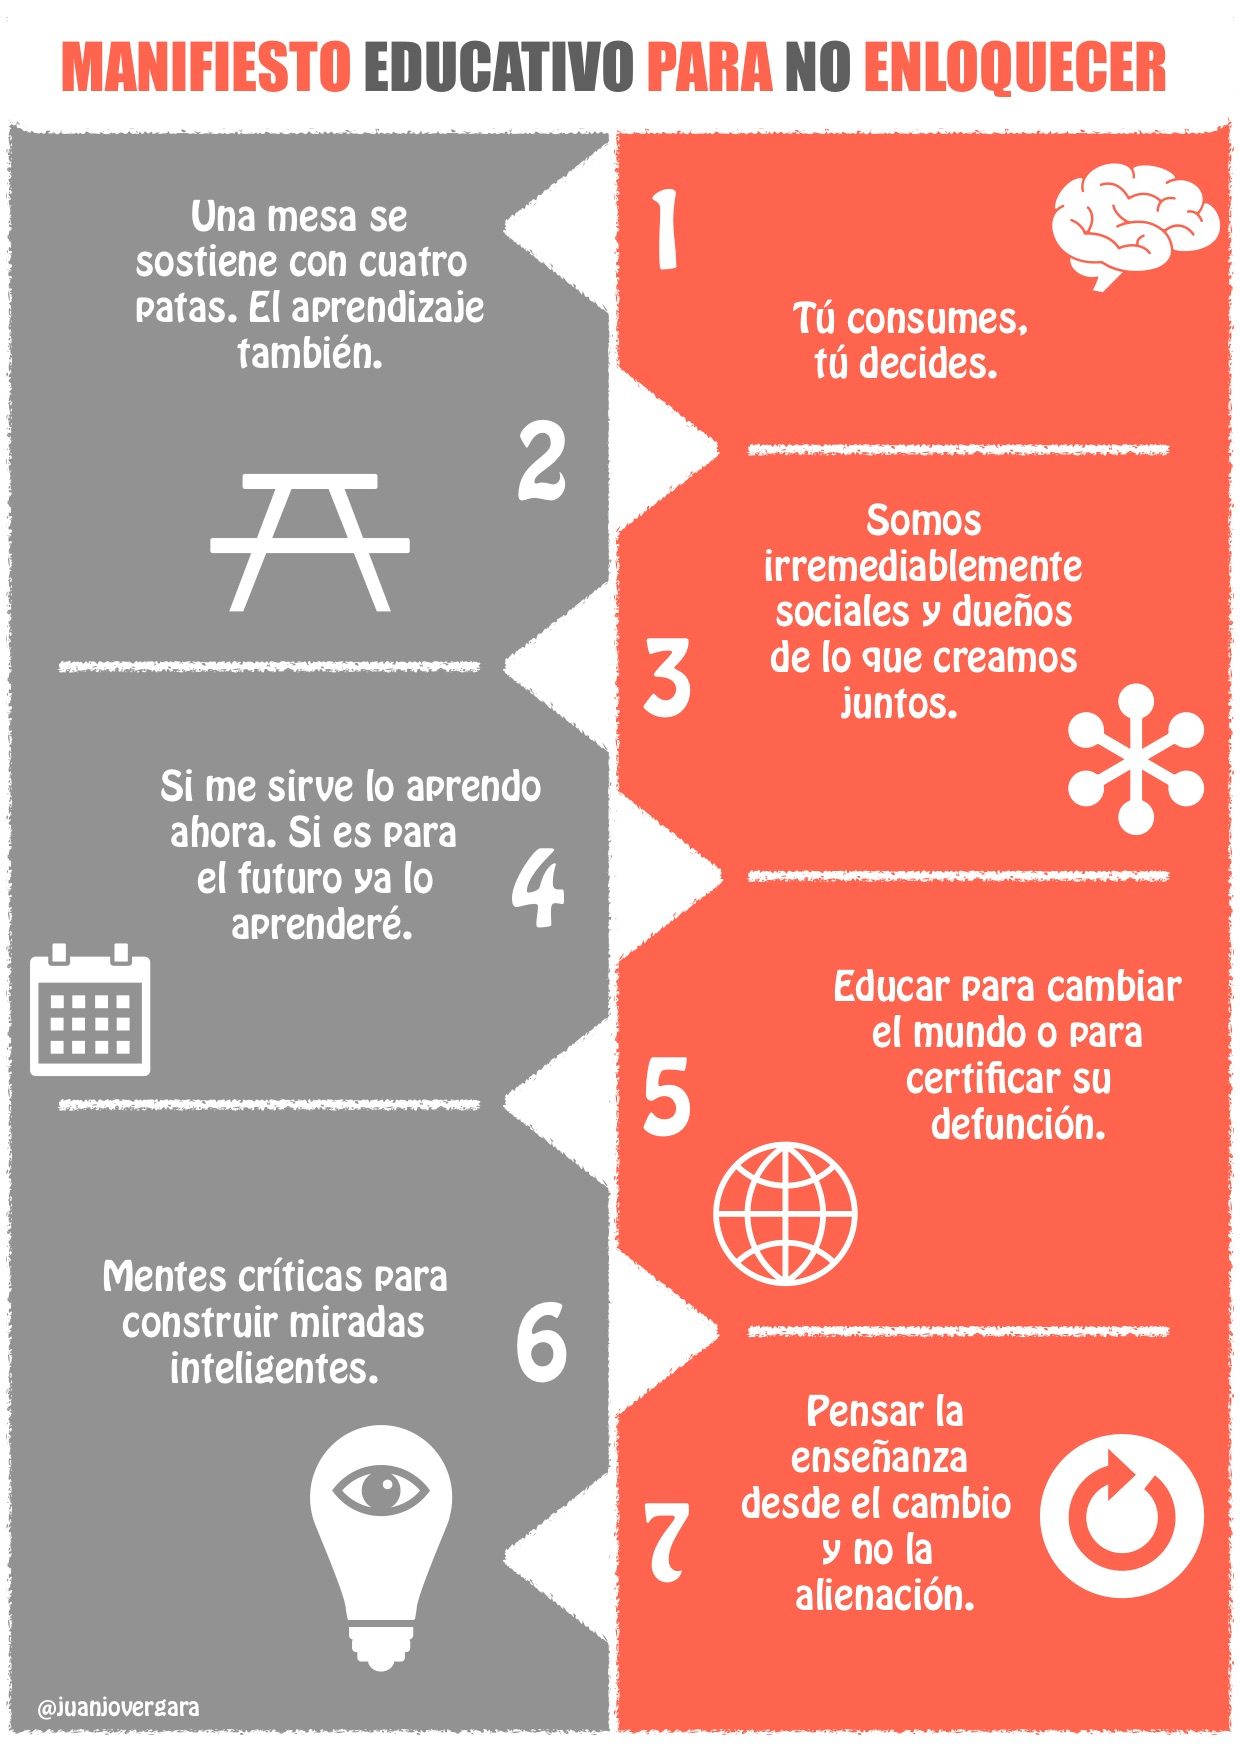 MANIFIESTO EDUCATIVO PARA NO ENLOQUECER
1
Tú consumes,
tú decides.
Una mesa se
sostiene con cuatro
patas. El aprendizaje
también.
2
Somos
irremediablemente
sociales y dueños
de lo que creamos
juntos.
3
Si me sirve lo aprendo
ahora. Si es para
el futuro ya lo
aprenderé.
4
Educar para cambiar
el mundo o para
certificar su
defunción.
5
Mentes críticas para
construir miradas
inteligentes.
6
Pensar la
enseñanza
desde el cambio
y no la
alienación.
7
@juanjovergara